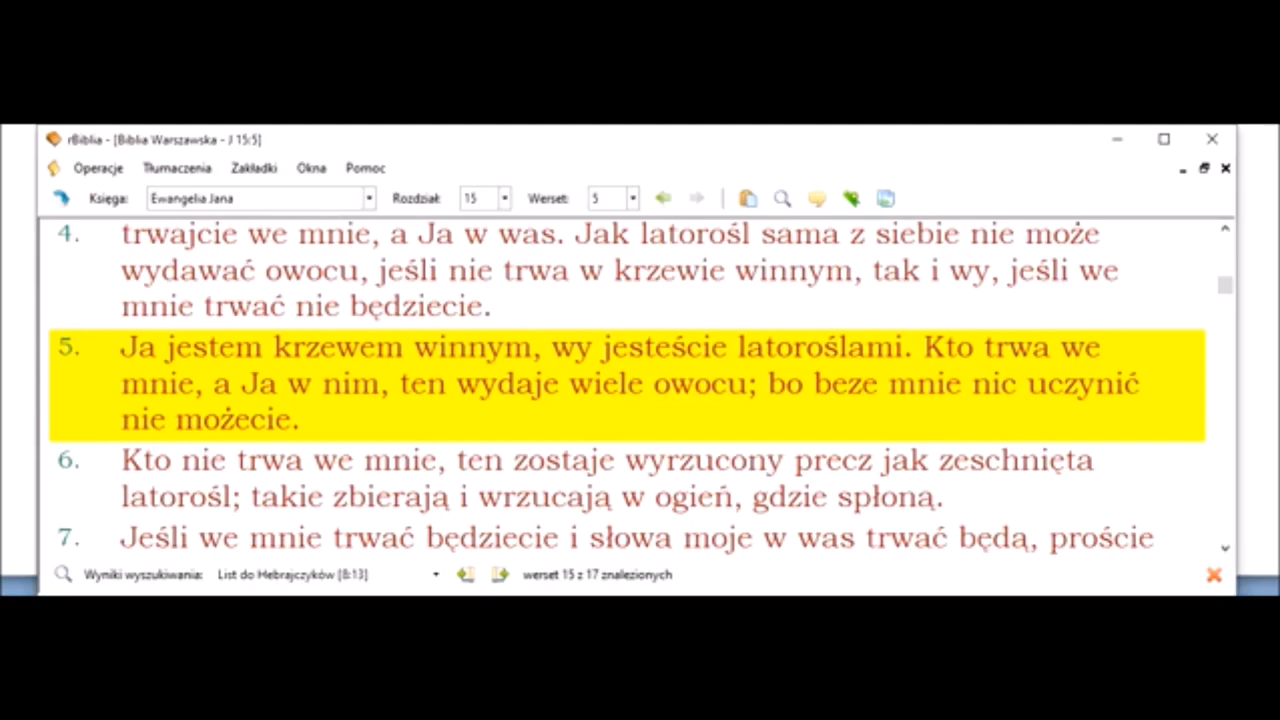 rBiblia - [Biblia Warszawska - J 15:5]
Operacje Tłumaczenia Zakładki Okna Pomoc
Księga: Ewangelia Jana Rozdział: 15 Werset: 5
4. trwajcie we mnie, a Ja w was. Jak latorośl sama z siebie nie może
wydawać owocu, jeśli nie trwa w krzewie winnym, tak i wy, jeśli we
mnie trwać nie będziecie.
5. Ja jestem krzewem winnym, wy jesteście latoroślami. Kto trwa we
mnie, a Ja w nim, ten wydaje wiele owocu; bo beze mnie nic uczynić
nie możecie.
6. Kto nie trwa we mnie, ten zostaje wyrzucony precz jak zeschnięta
latorośl; takie zbierają i wrzucają w ogień, gdzie spłoną.
7. Jeśli we mnie trwać będziecie i słowa moje w was trwać będą, proście
Wyniki wyszukiwania: List do Hebrajczyków [8:13] werset 15 z 17 znalezionych